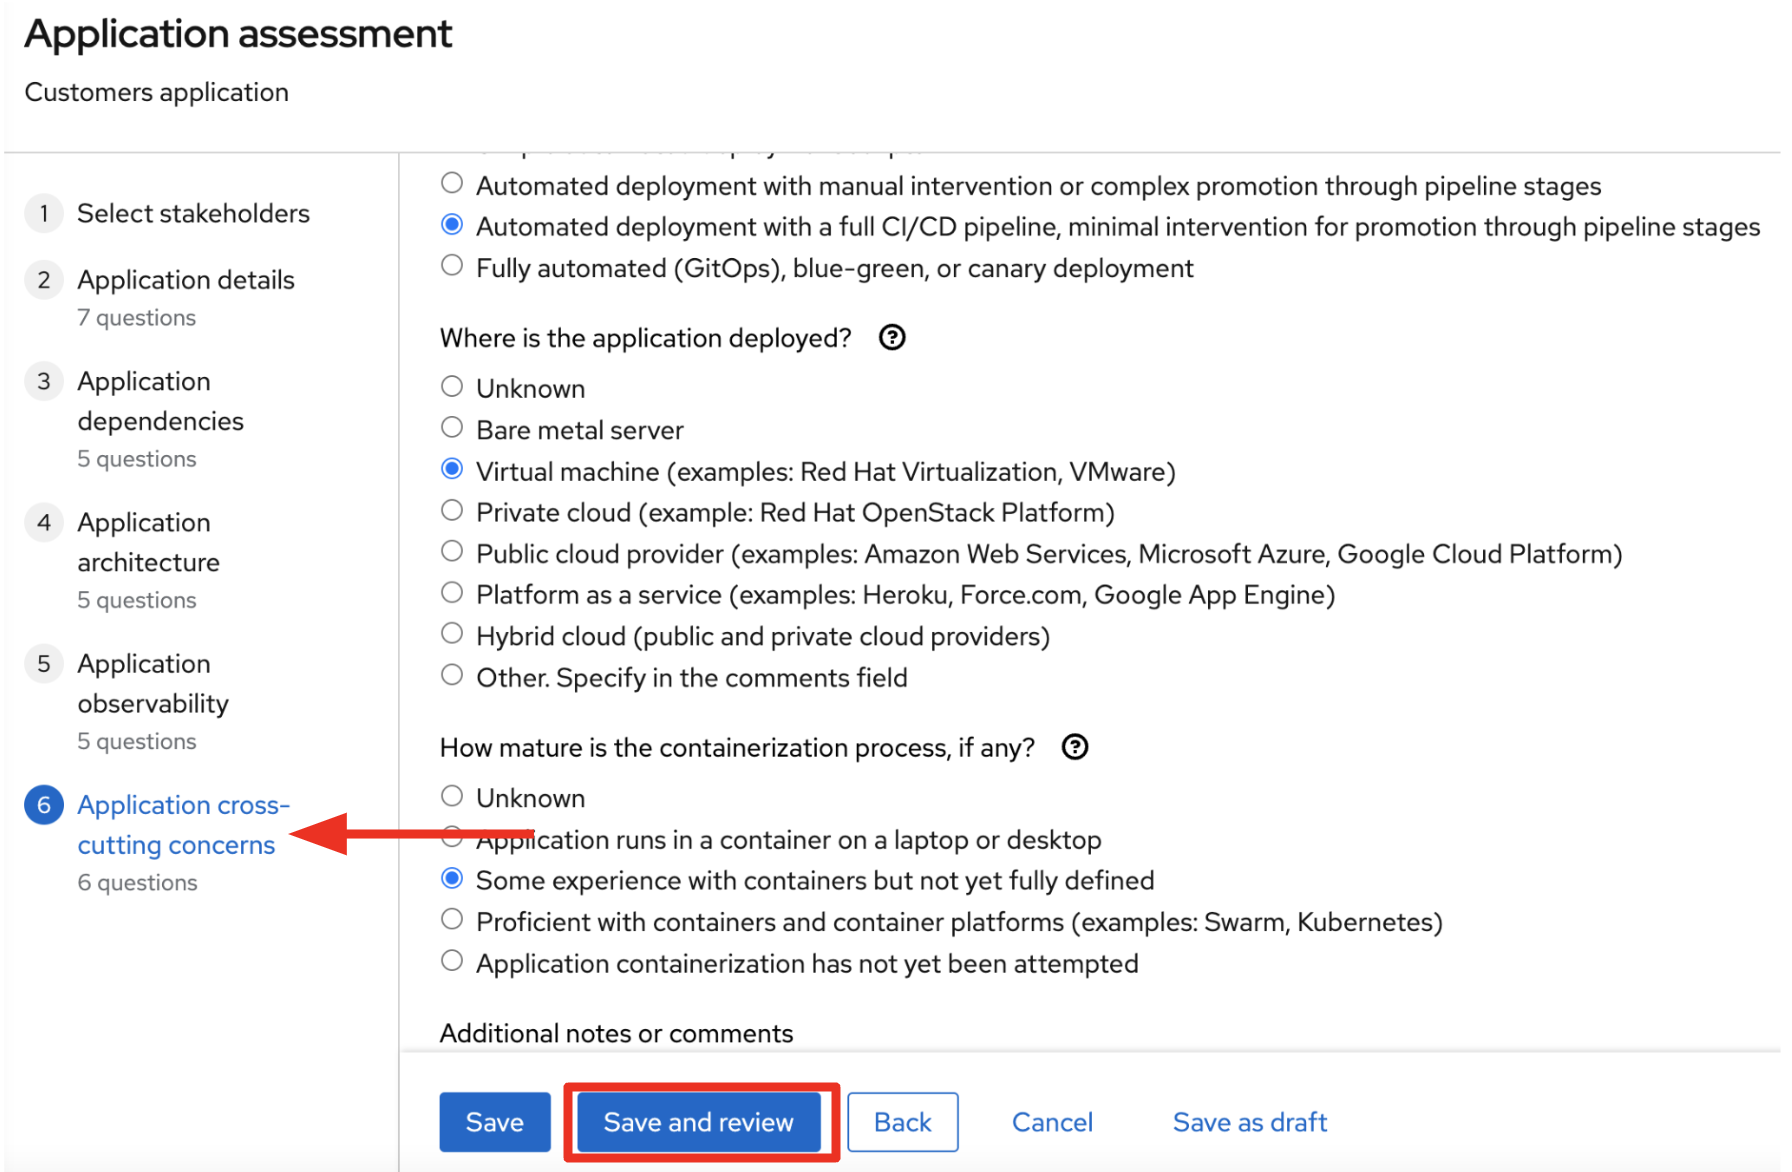 Application assessment
Customers application
1 Select stakeholders
2 Application details
7 questions
3 Application
dependencies
5 questions
4 Application
architecture
5 questions
5 Application
observability
5 questions
6 Application cross-
cutting concerns
6 questions
Automated deployment with manual intervention or complex promotion through pipeline stages
Automated deployment with a full CI/CD pipeline, minimal intervention for promotion through pipeline stages
Fully automated (GitOps), blue-green, or canary deployment
Where is the application deployed?
Unknown
Bare metal server
Virtual machine (examples: Red Hat Virtualization, VMware)
Private cloud (example: Red Hat OpenStack Platform)
Public cloud provider (examples: Amazon Web Services, Microsoft Azure, Google Cloud Platform)
Platform as a service (examples: Heroku, Force.com, Google App Engine)
Hybrid cloud (public and private cloud providers)
Other. Specify in the comments field
How mature is the containerization process, if any?
Unknown
Application runs in a container on a laptop or desktop
Some experience with containers but not yet fully defined
Proficient with containers and container platforms (examples: Swarm, Kubernetes)
Application containerization has not yet been attempted
Additional notes or comments
Save Save and review Back Cancel Save as draft